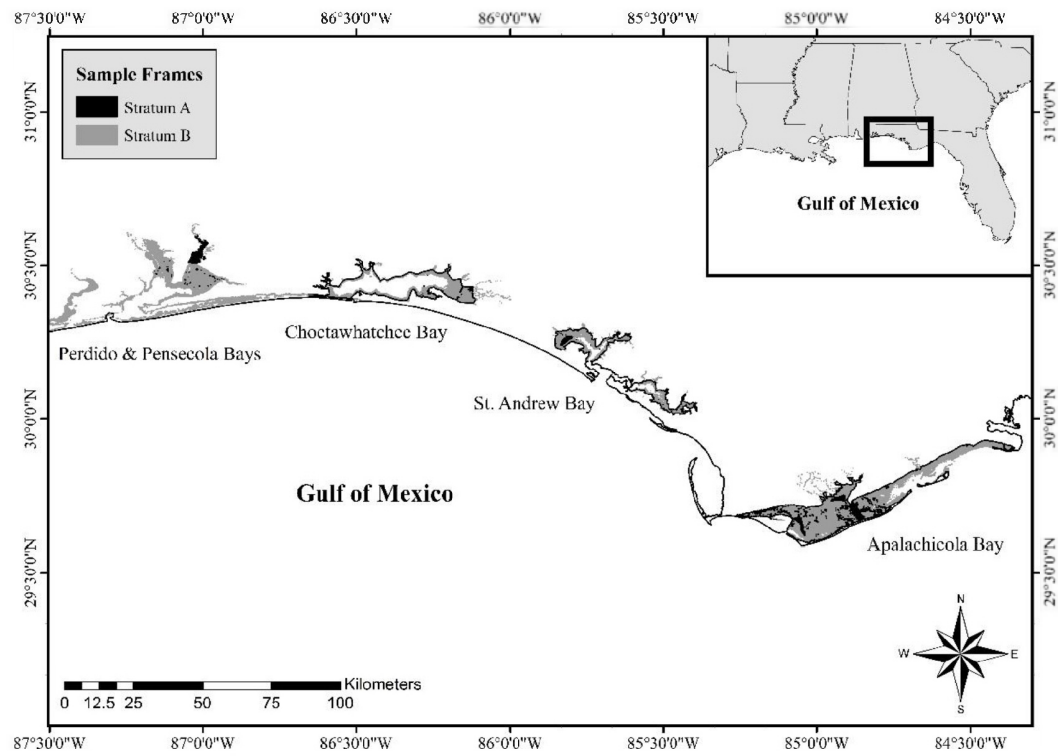 87°30'0"W 87°0'0"W 86°30'0"W 86°0'0"W 85°30'0"W 85°0'0"W 84°30'0"W
Sample Frames
Stratum A
Stratum B
Gulf of Mexico
31°0'0"N
31°0'0"N
30°30'0"N
30°30'0"N
Choctawhatchee Bay
Perdido & Pensecola Bays
St. Andrew Bay
30°0'0"N
30°0'0"N
Gulf of Mexico
Apalachicola Bay
29°30'0"N
29°30'0"N
N
W E
S
Kilometers
0 12.5 25 50 75 100
87°30'0"W 87°0'0"W 86°30'0"W 86°0'0"W 85°30'0"W 85°0'0"W 84°30'0"W